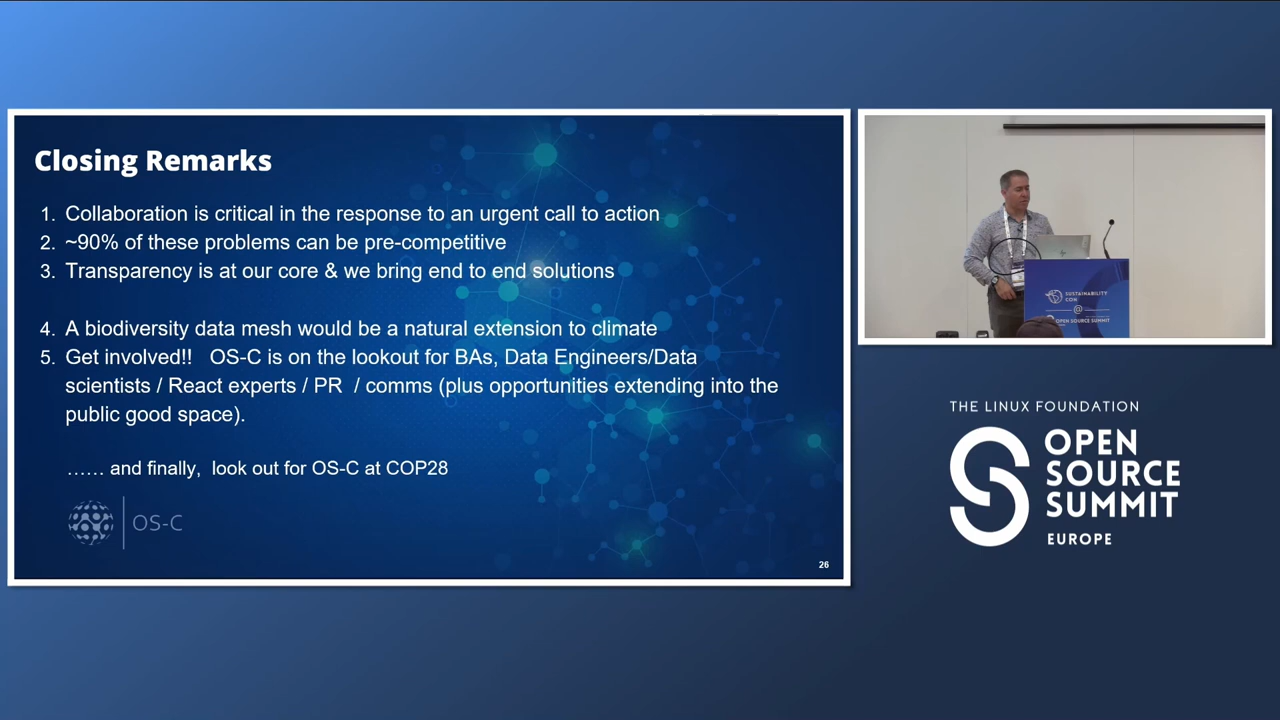 Closing Remarks
1. Collaboration is critical in the response to an urgent call to action
2. ~90% of these problems can be pre-competitive
3. Transparency is at our core & we bring end to end solutions
4. A biodiversity data mesh would be a natural extension to climate
5. Get involved!! OS-C is on the lookout for BAs, Data Engineers/Data
scientists / React experts / PR / comms (plus opportunities extending into the
public good space).
…… and finally, look out for OS-C at COP28
OS-C
26
SUSTAINABILITY
CON
@
OPEN SOURCE SUMMIT
THE LINUX FOUNDATION
OPEN
SOURCE
SUMMIT
EUROPE